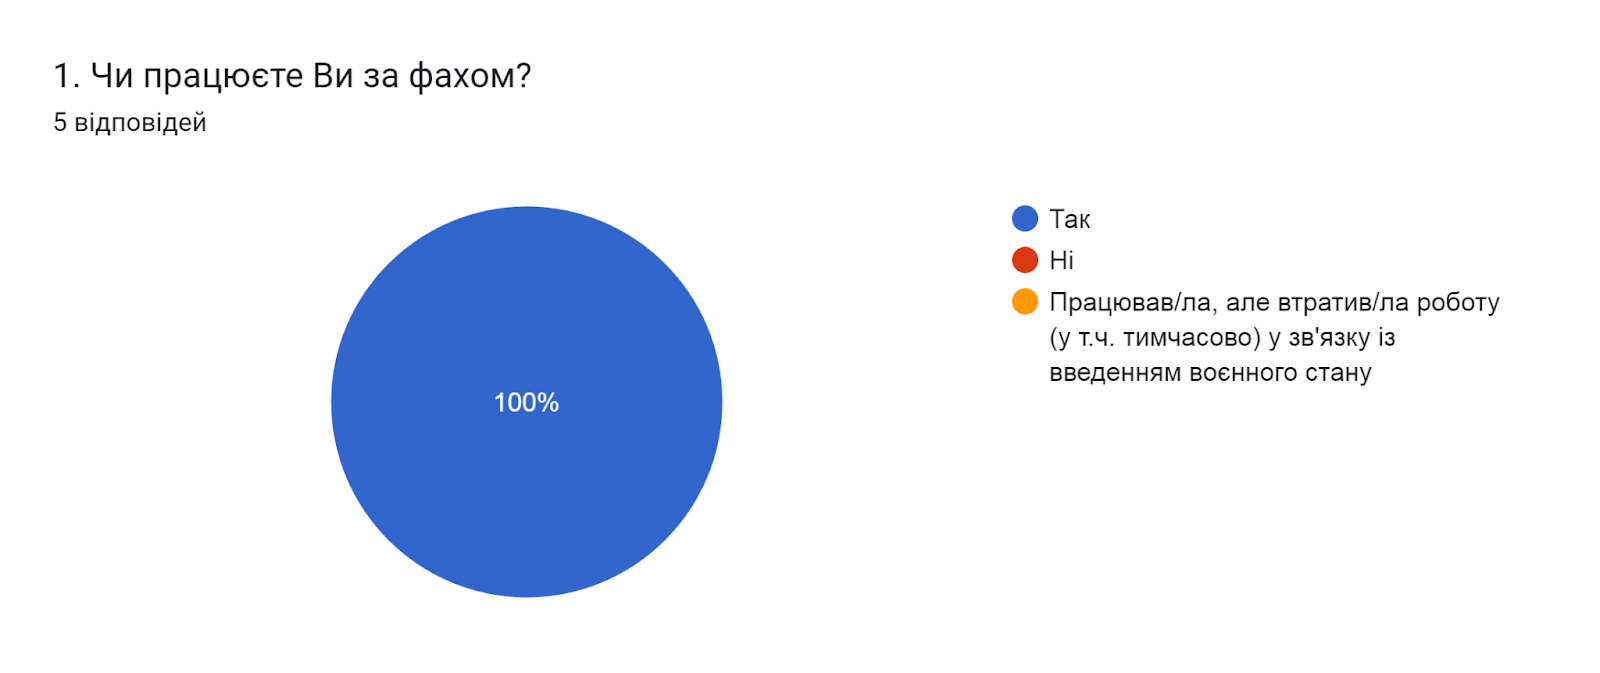 1. Чи працюєте Ви за фахом?
5 відповідей
100%
Так
Ні
Працював/ла, але втратив/ла роботу
(у т.ч. тимчасово) у зв'язку із
введенням воєнного стану